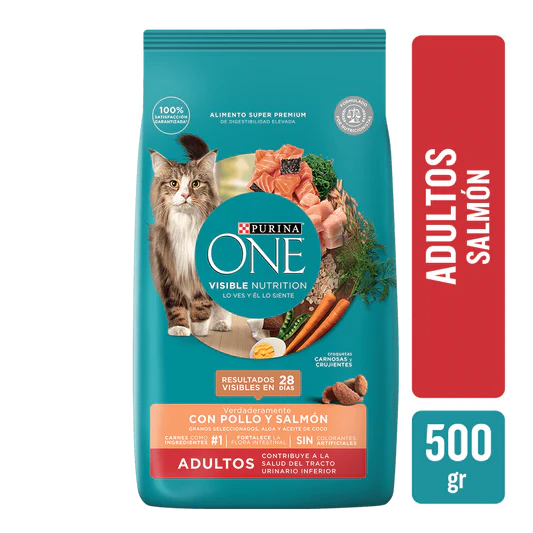 100%
SATISFACCIÓN
GARANTIZADA*
ALIMENTO SUPER PREMIUM
DE DIGESTIBILIDAD ELEVADA
FORMULADO
POR NUTRICIONISTAS
PURINA
ONE
VISIBLE NUTRITION
LO VES Y ÉL LO SIENTE
croquetas
CARNOSAS y
CRUJIENTES
RESULTADOS
VISIBLES EN
28
DÍAS
Verdaderamente
CON POLLO Y SALMÓN
GRANOS SELECCIONADOS, ALGA Y ACEITE DE COCO
CARNES COMO
INGREDIENTES #1
FORTALECE LA
FLORA INTESTINAL
SIN COLORANTES
ARTIFICIALES
ADULTOS
CONTRIBUYE A LA
SALUD DEL TRACTO
URINARIO INFERIOR
ADULTOS
SALMÓN
500
gr